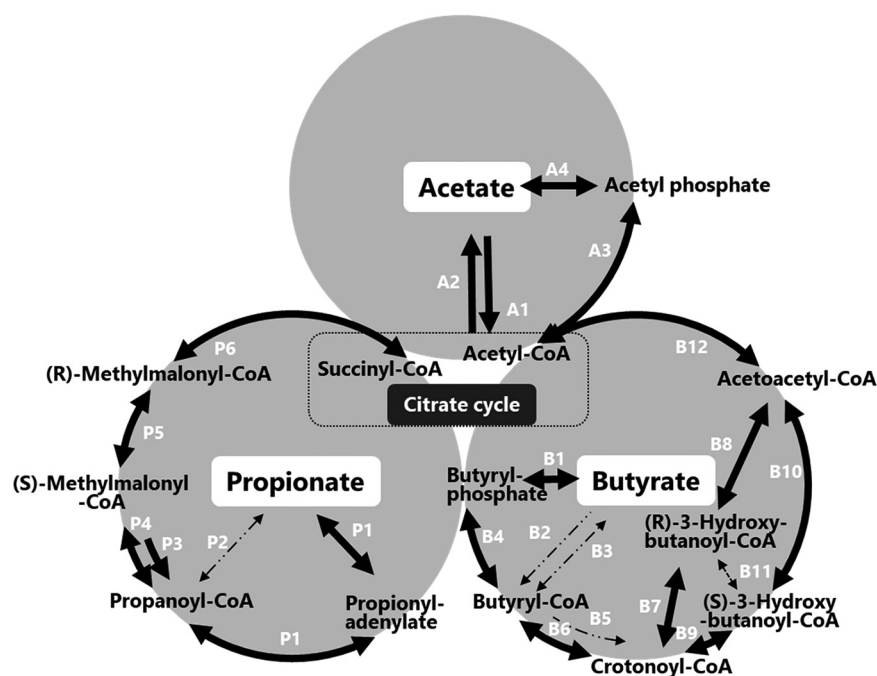 A4
Acetate
Acetyl phosphate
A3
A2
A1
P6
B12
(R)-Methylmalonyl-CoA
Succinyl-CoA
Acetyl-CoA
Acetoacetyl-CoA
Citrate cycle
P5
B8
B1
B10
(S)-Methylmalonyl
-CoA
Propionate
Butyryl-
phosphate
Butyrate
P4
P3
P2
P1
B4
B2
B3
(R)-3-Hydroxy-
butanoyl-CoA
B11
Propanoyl-CoA
Propionyl-
adenylate
Butyryl-CoA
B7
(S)-3-Hydroxy
-butanoyl-CoA
P1
B6
B5
B9
Crotonoyl-CoA